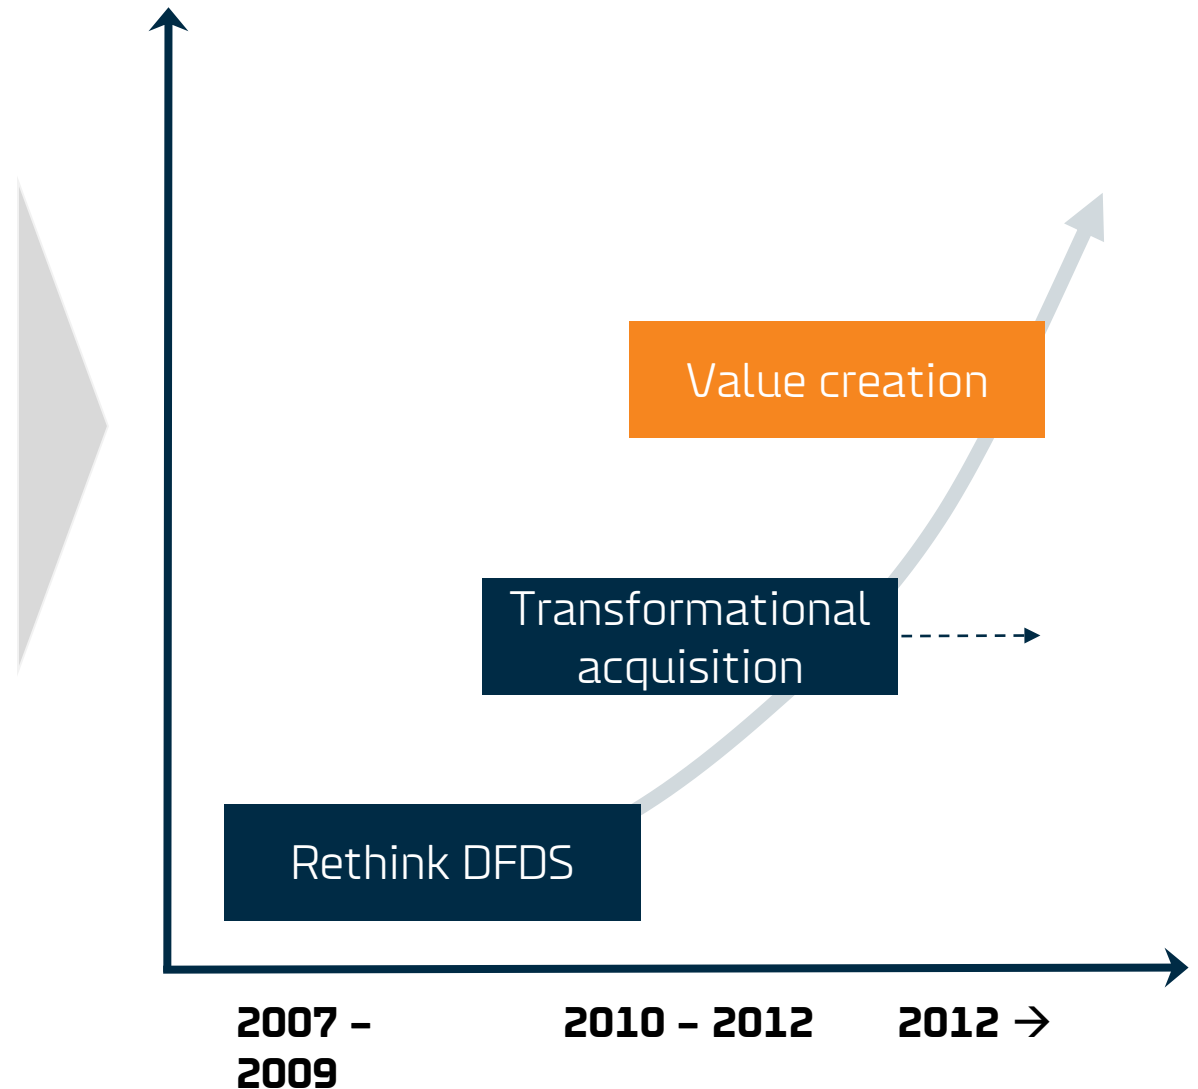 Value creation
Transformational
acquisition
Rethink DFDS
2007 –
2009
2010 – 2012
2012 →